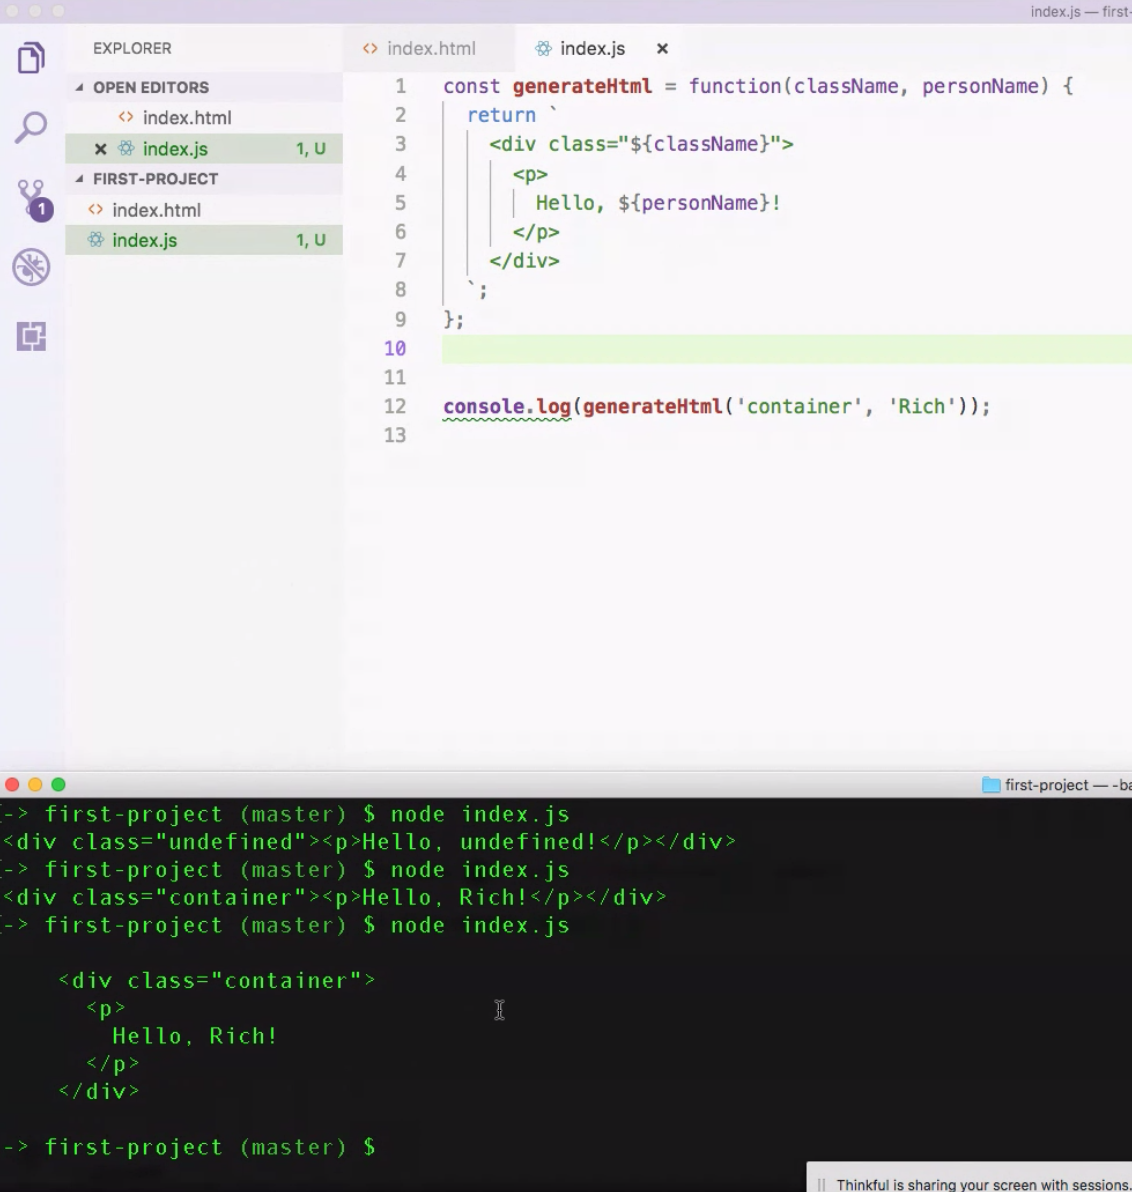 index.js — first-
EXPLORER
OPEN EDITORS
index.html
index.js 1, U
FIRST-PROJECT
1
index.html
index.js 1, U
index.html
index.js
1 const generateHtml = function(className, personName) {
2 return `
3 <div class="${className}">
4 <p>
5 Hello, ${personName}!
6 </p>
7 </div>
8 `;
9 };
10
11
12 console.log(generateHtml('container', 'Rich'));
13
first-project — -ba
-> first-project (master) $ node index.js
<div class="undefined"><p>Hello, undefined!</p></div>
-> first-project (master) $ node index.js
<div class="container"><p>Hello, Rich!</p></div>
-> first-project (master) $ node index.js
<div class="container">
<p>
Hello, Rich!
</p>
</div>
-> first-project (master) $
Thinkful is sharing your screen with sessions.